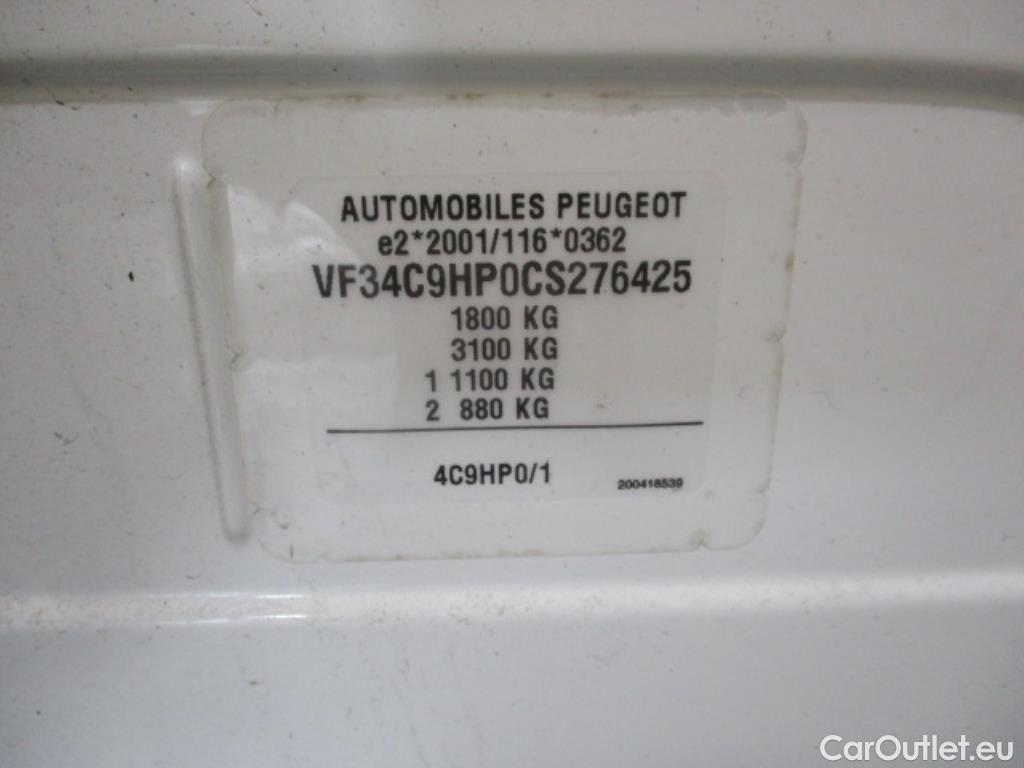 AUTOMOBILES PEUGEOT
e2*2001/116*0362
VF34C9HP0CS276425
1800 KG
3100 KG
1 1100 KG
2 880 KG
4C9HP0/1
200418539
CarOutlet.eu